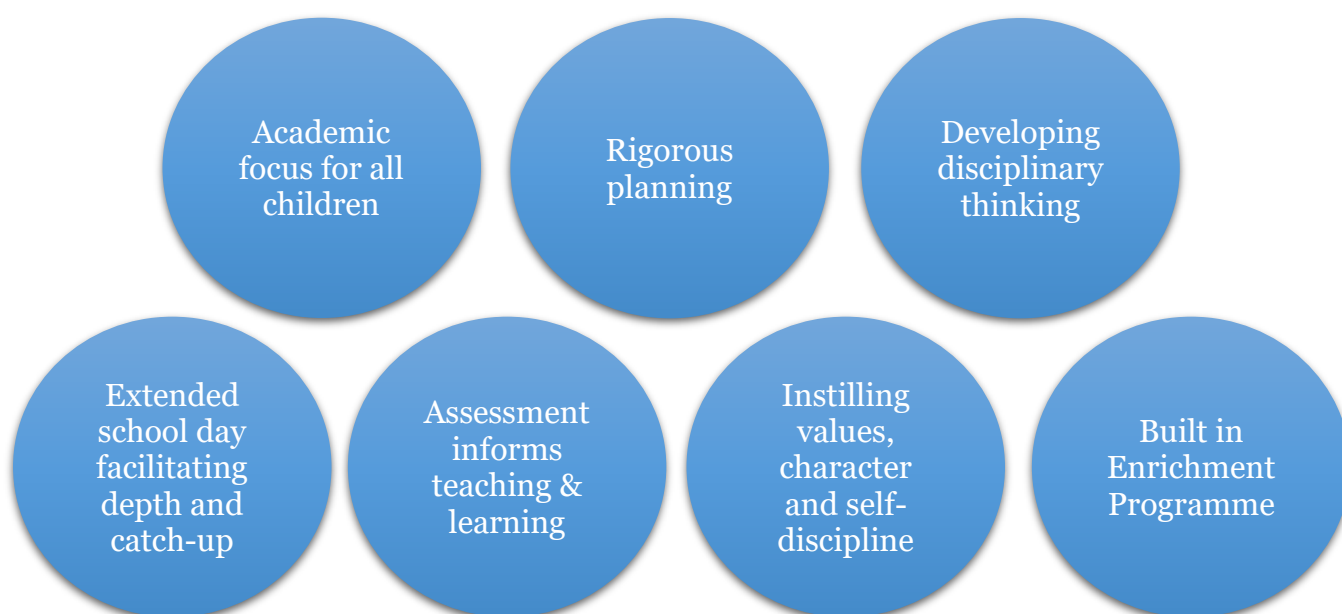 Academic
focus for all
children
Rigorous
planning
Developing
disciplinary
thinking
Extended
school day
facilitating
depth and
catch-up
Assessment
informs
teaching &
learning
Instilling
values,
character
and self-
discipline
Built in
Enrichment
Programme